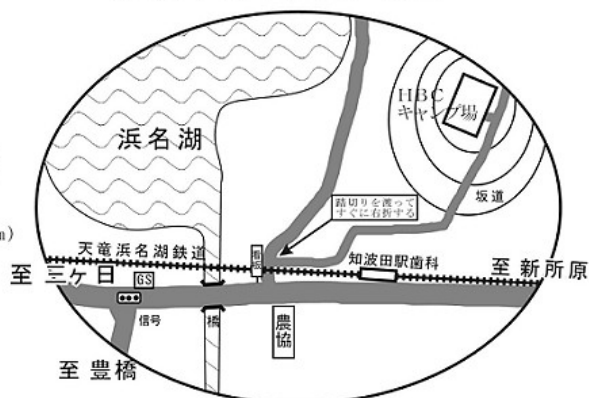 浜名湖
HBC
キャンプ場
坂道
踏切りを渡って
すぐに右折する
m)
天竜浜名湖鉄道
看板
知波田駅歯科
至 三ヶ日
GS
至 新所原
信号
橋
農協
至 豊橋